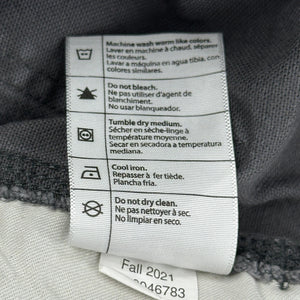 Machine wash warm like colors.
Laver en machine à chaud, séparer
les couleurs.
Lavar a máquina en agua tibia, con
colores similares.
Do not bleach.
Ne pas utiliser d'agent de
blanchiment.
No usar blanqueador.
Tumble dry medium.
Sécher en sèche-linge à
température moyenne.
Secar en secadora a temperatura
mediana.
Cool iron.
Repasser à fer tiède.
Plancha fría.
Do not dry clean.
Ne pas nettoyer à sec.
No limpiar en seco.
Fall 2021